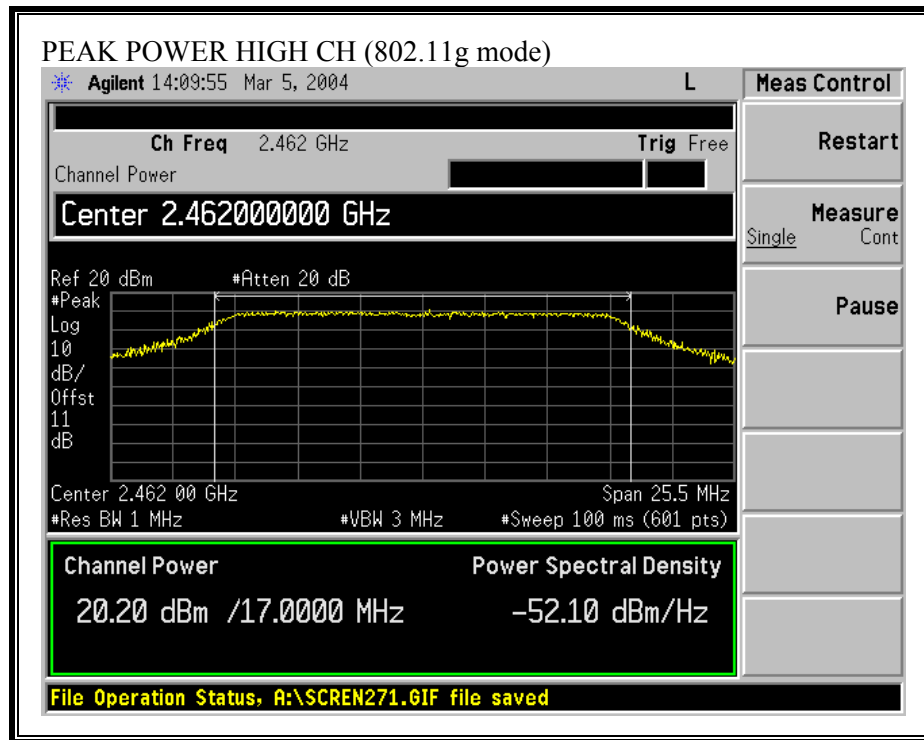 PEAK POWER HIGH CH (802.11g mode)
Agilent 14:09:55 Mar 5, 2004 L
Meas Control
Ch Freq 2.462 GHz Trig Free
Restart
Channel Power
Center 2.462000000 GHz
Measure
Single Cont
Ref 20 dBm #Atten 20 dB
#Peak
Pause
Log
10
dB/
Offst
11
dB
Center 2.462 00 GHz Span 25.5 MHz
#Res BW 1 MHz #VBW 3 MHz #Sweep 100 ms (601 pts)
Channel Power Power Spectral Density
20.20 dBm /17.0000 MHz -52.10 dBm/Hz
File Operation Status, A:\SCREN271.GIF file saved